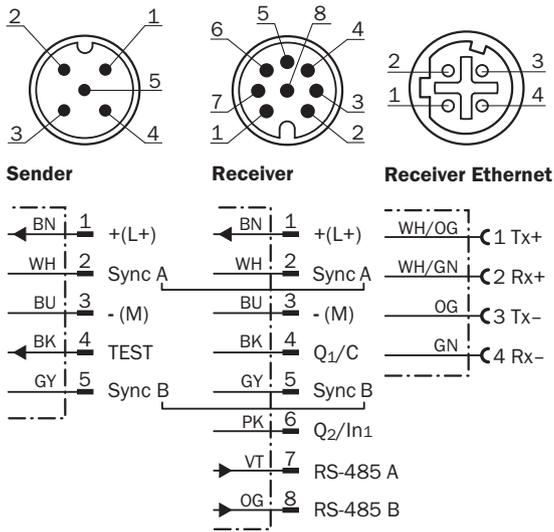 2 1 5 3 4
5 8 6 4 7 3 1 2
2 3 1 4
Sender
Receiver
Receiver Ethernet
BN 1 +(L+)
WH 2 Sync A
BU 3 - (M)
BK 4 TEST
GY 5 Sync B
BN 1 +(L+)
WH 2 Sync A
BU 3 - (M)
BK 4 Q1/C
GY 5 Sync B
PK 6 Q2/In1
VT 7 RS-485 A
OG 8 RS-485 B
WH/OG 1 Tx+
WH/GN 2 Rx+
OG 3 Tx–
GN 4 Rx–